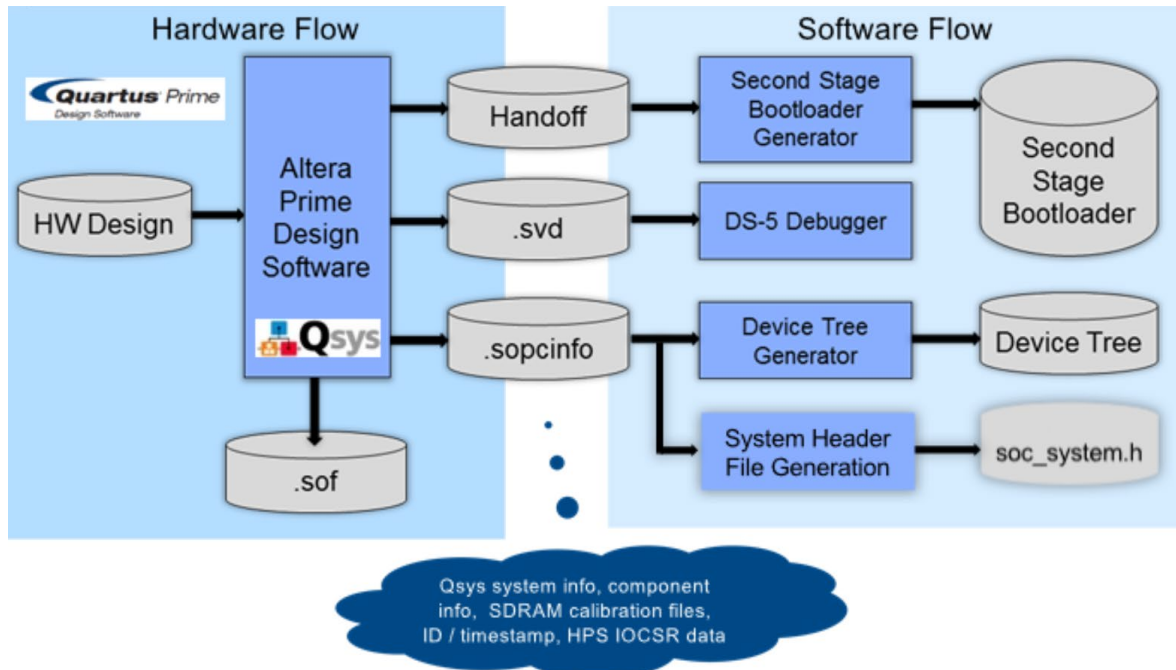 Hardware Flow
Software Flow
Quartus Prime
Design Software
HW Design
Altera
Prime
Design
Software
Qsys
.sof
Handoff
.svd
.sopcinfo
Second Stage
Bootloader
Generator
Second
Stage
Bootloader
DS-5 Debugger
Device Tree
Generator
Device Tree
System Header
File Generation
soc_system.h
Qsys system info, component
info, SDRAM calibration files,
ID / timestamp, HPS IOCSR data